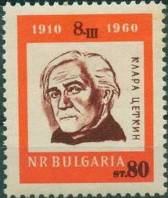 1910 8.III 1960
КЛАРА ЦЕТКИН
NR BULGARIA
ST. 80